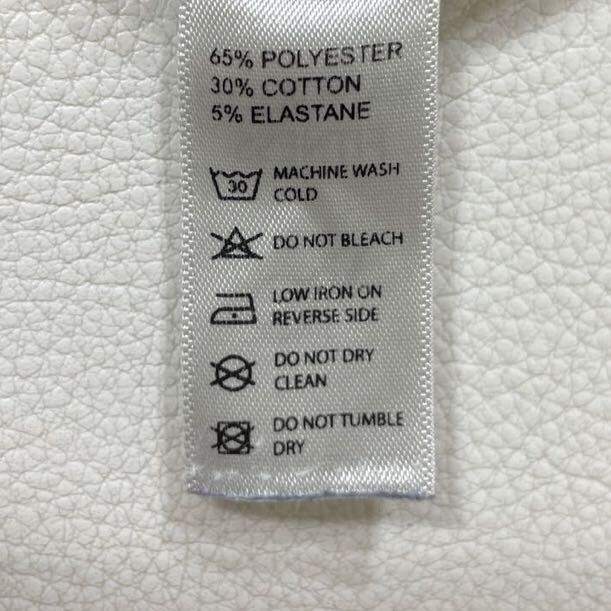 65% POLYESTER
30% COTTON
5% ELASTANE
30 MACHINE WASH
COLD
DO NOT BLEACH
LOW IRON ON
REVERSE SIDE
DO NOT DRY
CLEAN
DO NOT TUMBLE
DRY